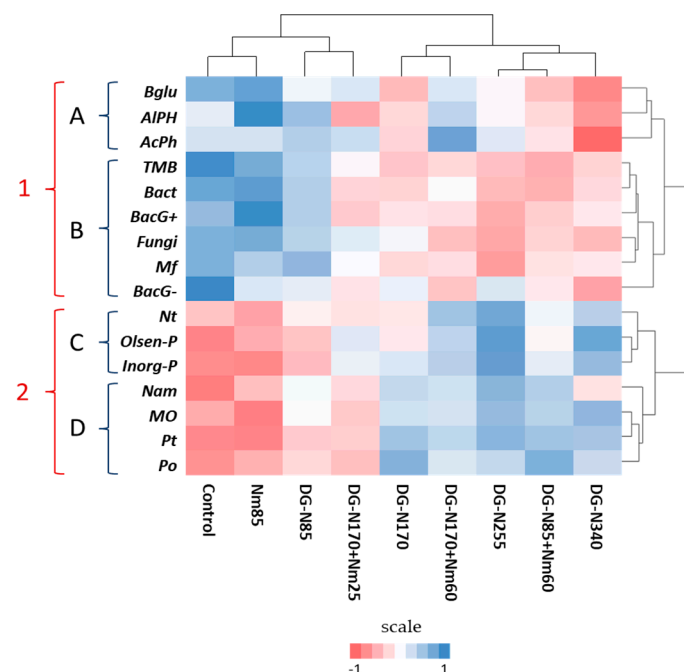 A
B
1
C
D
2
Bglu
AlPH
AcPh
TMB
Bact
BacG+
Fungi
Mf
BacG-
Nt
Olsen-P
Inorg-P
Nam
MO
Pt
Po
Control
Nm85
DG-N85
DG-N170+Nm25
DG-N170
DG-N170+Nm60
DG-N255
DG-N85+Nm60
DG-N340
scale
-1 1